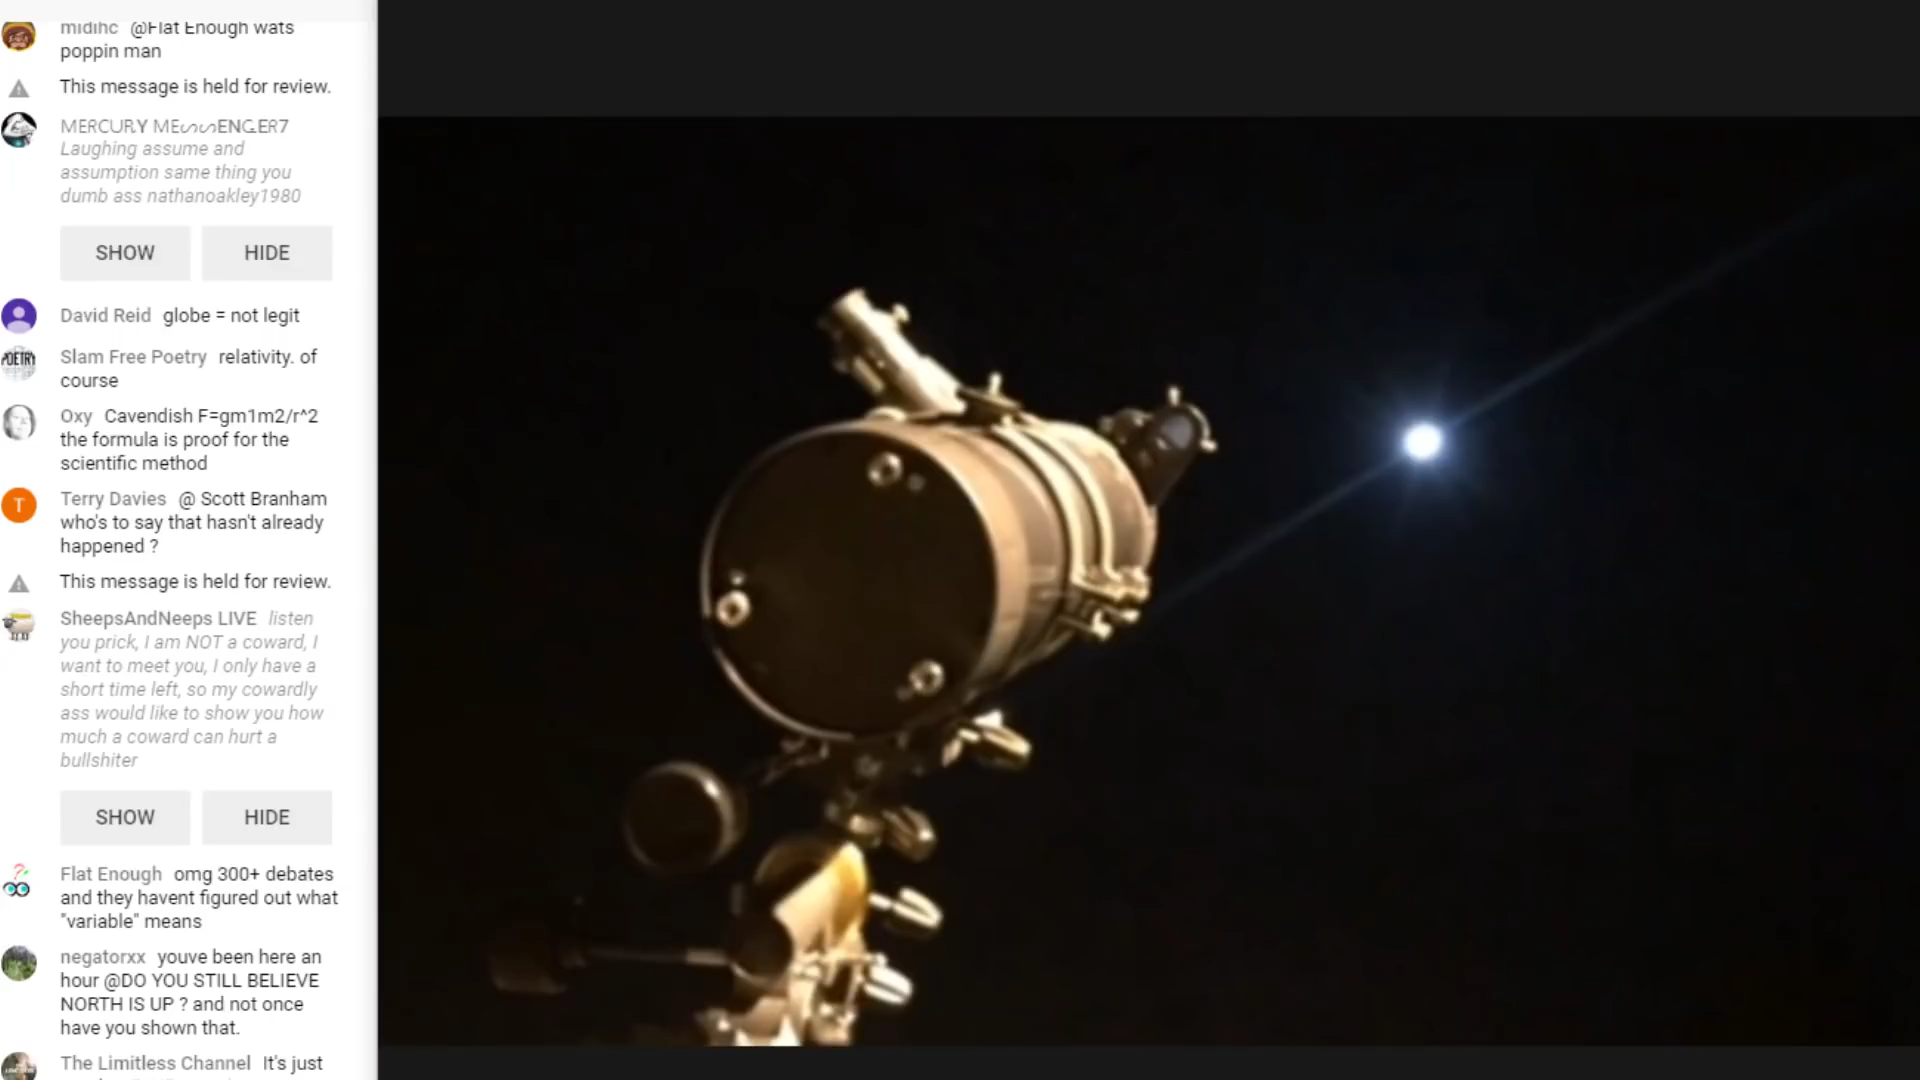 midihc @Flat Enough wats
poppin man
This message is held for review.
MERCURY MEᔕᔕENGER7
Laughing assume and
assumption same thing you
dumb ass nathanoakley1980
SHOW HIDE
David Reid globe = not legit
POETRY
Slam Free Poetry relativity. of
course
Oxy Cavendish F=gm1m2/r^2
the formula is proof for the
scientific method
T
Terry Davies @ Scott Branham
who's to say that hasn't already
happened ?
This message is held for review.
SheepsAndNeeps LIVE listen
you prick, I am NOT a coward, I
want to meet you, I only have a
short time left, so my cowardly
ass would like to show you how
much a coward can hurt a
bullshiter
SHOW HIDE
Flat Enough omg 300+ debates
and they havent figured out what
"variable" means
negatorxx youve been here an
hour @DO YOU STILL BELIEVE
NORTH IS UP ? and not once
have you shown that.
The Limitless Channel It's just